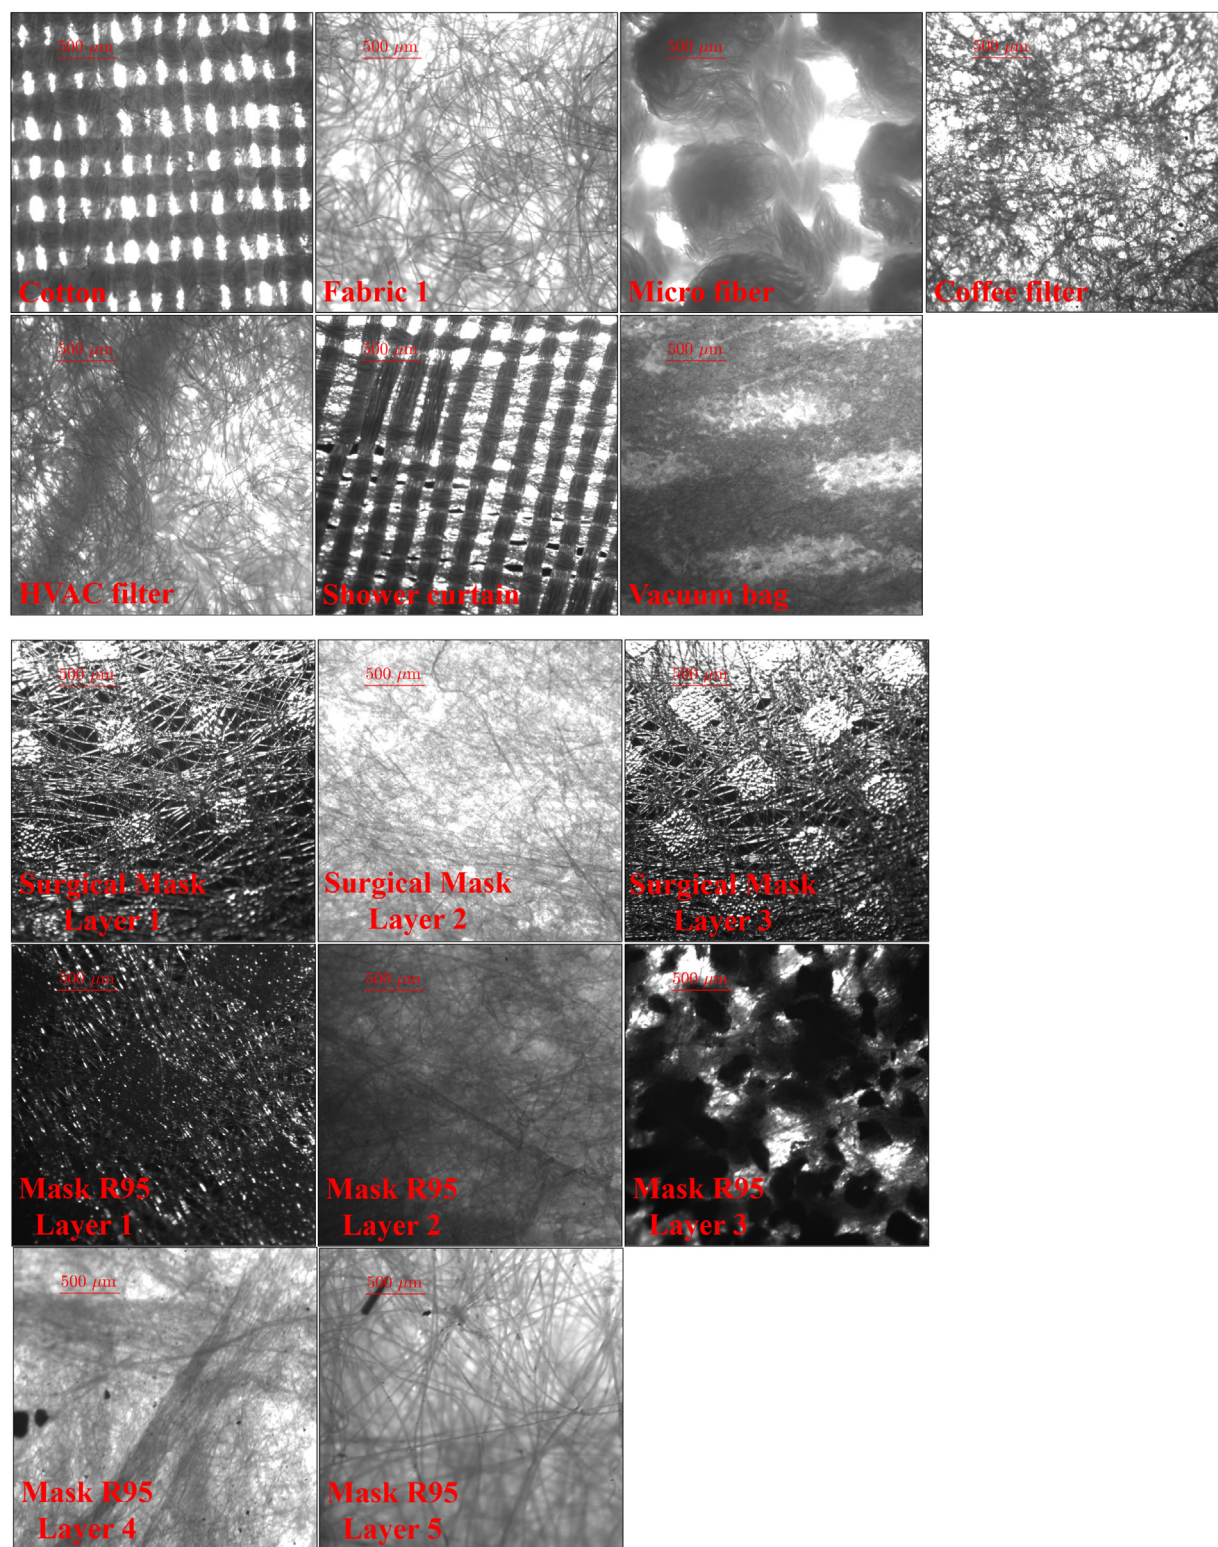 500 μm
500 μm
500 μm
500 μm
Cotton
Fabric 1
Micro fiber
Coffee filter
500 μm
500 μm
500 μm
HVAC filter
Shower curtain
Vacuum bag
500 μm
500 μm
500 μm
Surgical Mask
Layer 1
Surgical Mask
Layer 2
Surgical Mask
Layer 3
500 μm
500 μm
500 μm
Mask R95
Layer 1
Mask R95
Layer 2
Mask R95
Layer 3
500 μm
500 μm
Mask R95
Layer 4
Mask R95
Layer 5